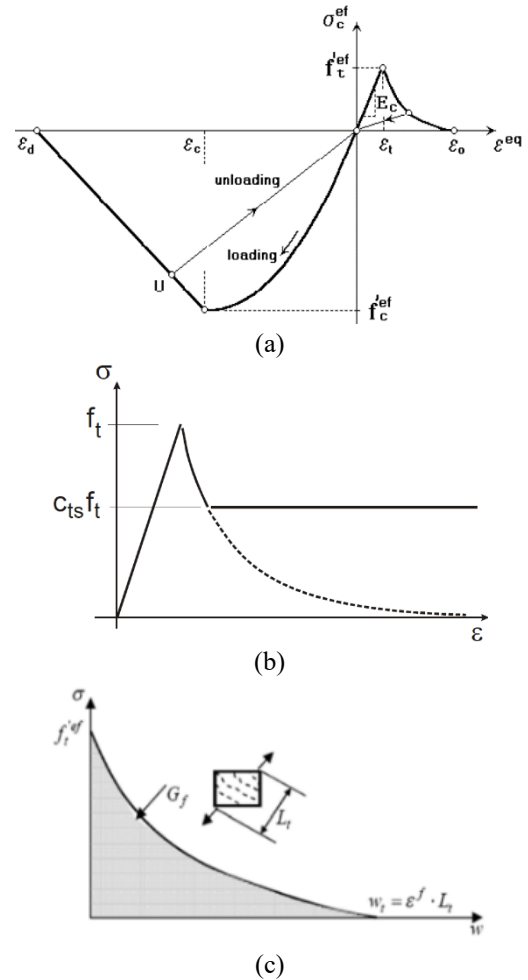 σ_c^ef
f'_t^ef
E_c
ε_d
ε_c
ε_t
ε_o
ε^eq
unloading
loading
U
f'_c^ef
(a)
σ
f_t
c_ts f_t
ε
(b)
σ
f'_t^ef
G_f
L_t
w_t = ε^f · L_t
w
(c)